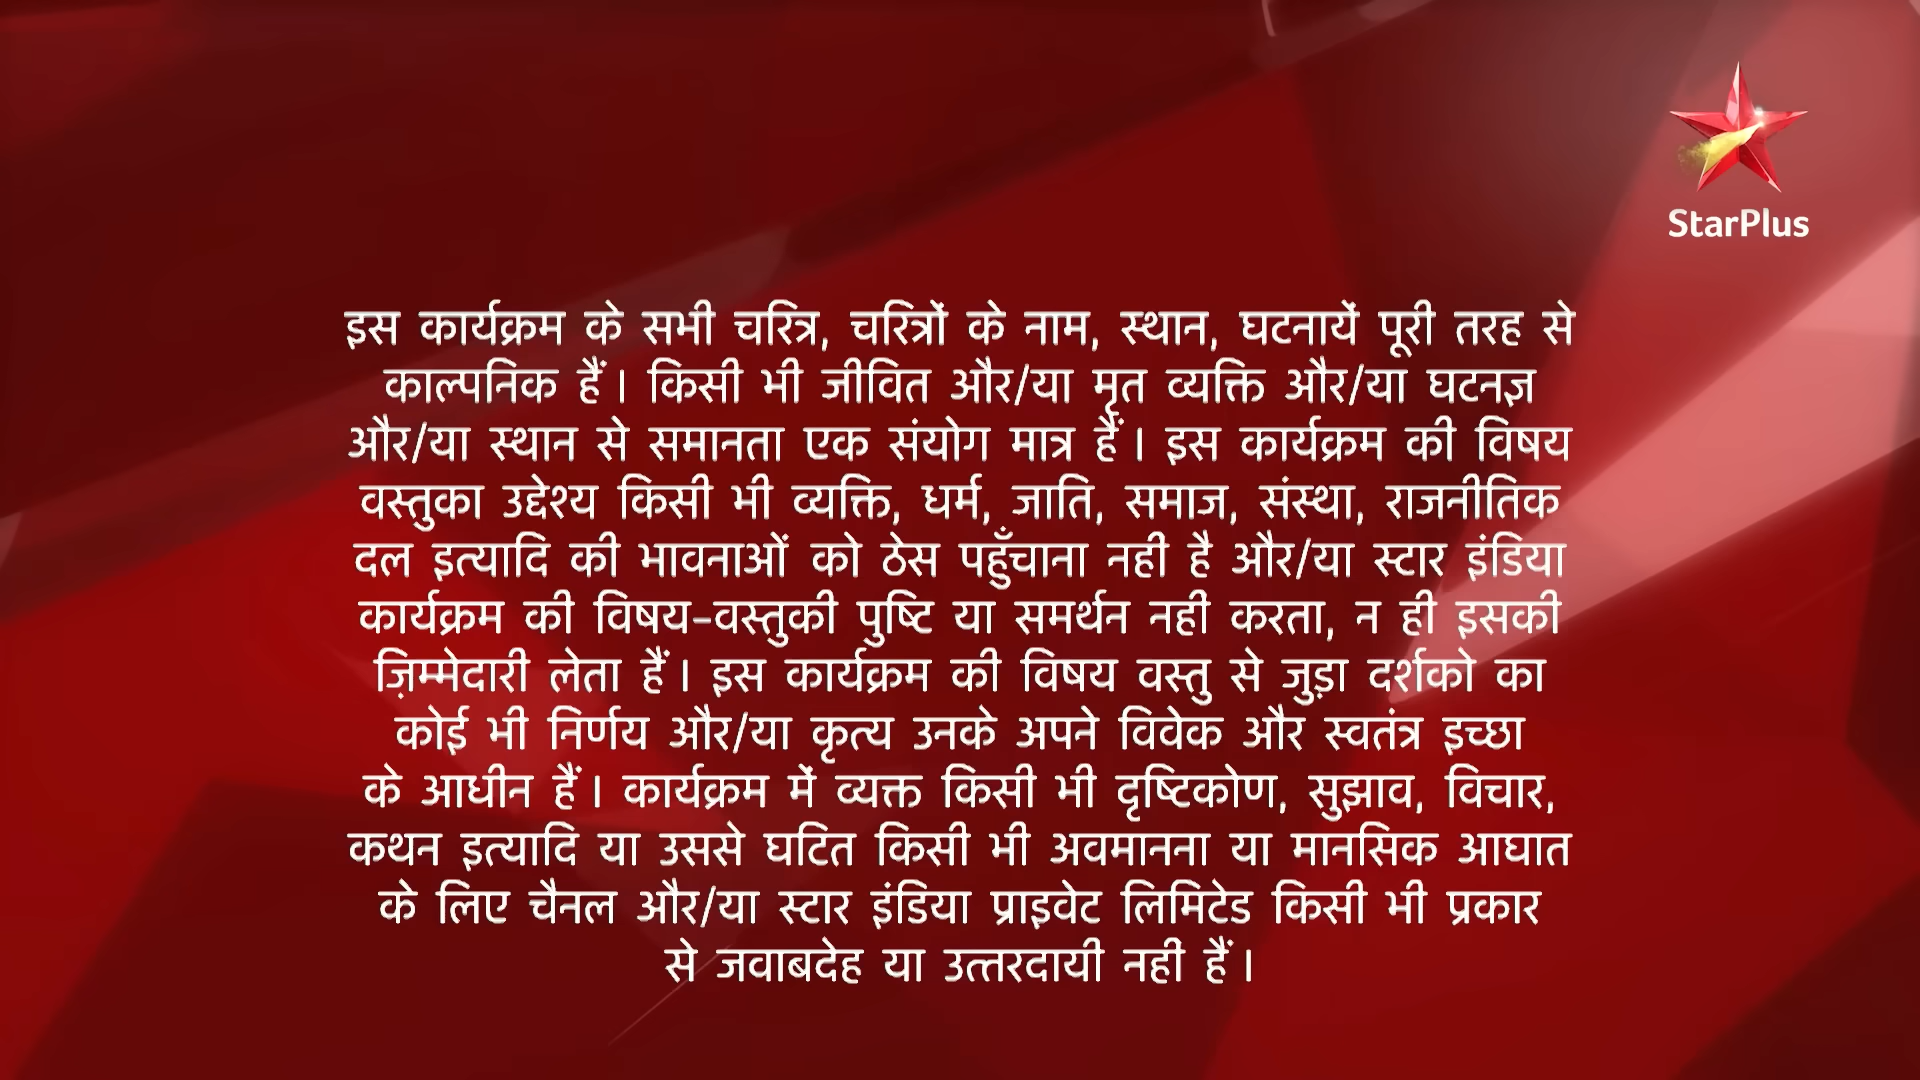 StarPlus
इस कार्यक्रम के सभी चरित्र, चरित्रों के नाम, स्थान, घटनायें पूरी तरह से
काल्पनिक हैं। किसी भी जीवित और/या मृत व्यक्ति और/या घटनज्ञ
और/या स्थान से समानता एक संयोग मात्र हैं। इस कार्यक्रम की विषय
वस्तुका उद्देश्य किसी भी व्यक्ति, धर्म, जाति, समाज, संस्था, राजनीतिक
दल इत्यादि की भावनाओं को ठेस पहुँचाना नही है और/या स्टार इंडिया
कार्यक्रम की विषय-वस्तुकी पुष्टि या समर्थन नही करता, न ही इसकी
ज़िम्मेदारी लेता हैं। इस कार्यक्रम की विषय वस्तु से जुड़ा दर्शको का
कोई भी निर्णय और/या कृत्य उनके अपने विवेक और स्वतंत्र इच्छा
के आधीन हैं। कार्यक्रम में व्यक्त किसी भी दृष्टिकोण, सुझाव, विचार,
कथन इत्यादि या उससे घटित किसी भी अवमानना या मानसिक आघात
के लिए चैनल और/या स्टार इंडिया प्राइवेट लिमिटेड किसी भी प्रकार
से जवाबदेह या उत्तरदायी नही हैं।